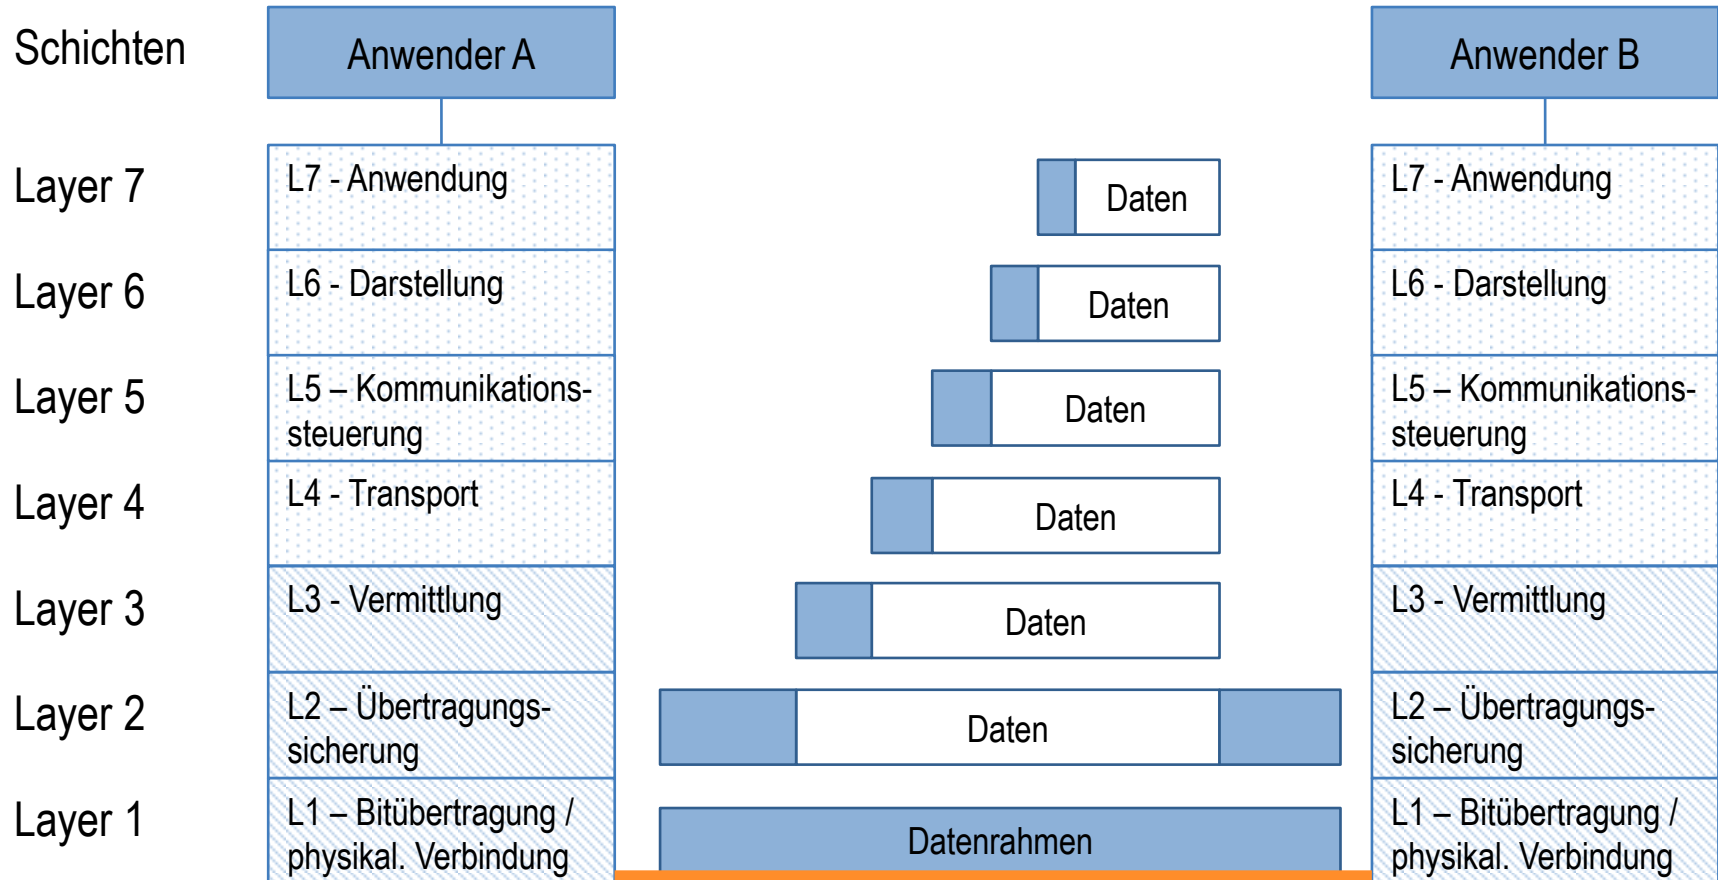 Schichten
Anwender A
Anwender B
Layer 7
L7 - Anwendung
Daten
L7 - Anwendung
Layer 6
L6 - Darstellung
Daten
L6 - Darstellung
Layer 5
L5 – Kommunikations-
steuerung
Daten
L5 – Kommunikations-
steuerung
Layer 4
L4 - Transport
Daten
L4 - Transport
Layer 3
L3 - Vermittlung
Daten
L3 - Vermittlung
Layer 2
L2 – Übertragungs-
sicherung
Daten
L2 – Übertragungs-
sicherung
Layer 1
L1 – Bitübertragung /
physikal. Verbindung
Datenrahmen
L1 – Bitübertragung /
physikal. Verbindung